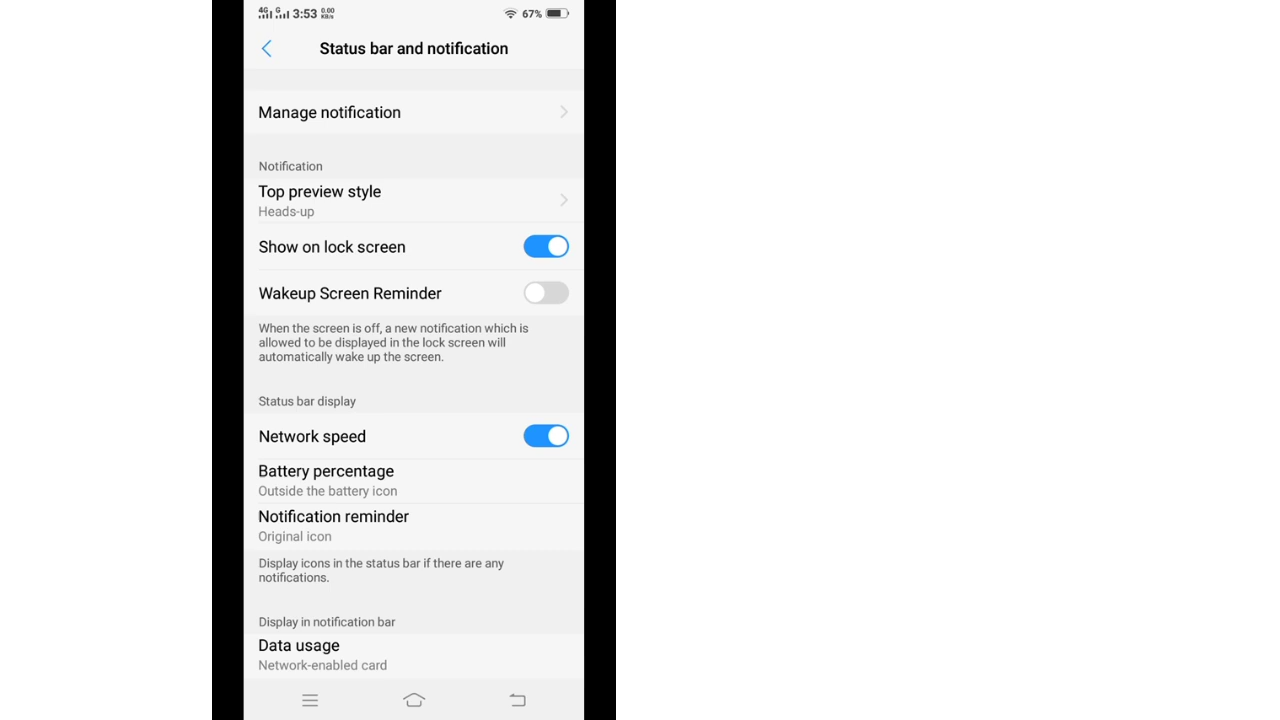 4G G 3:53 0.00 KB/s 67%
Status bar and notification
Manage notification
Notification
Top preview style
Heads-up
Show on lock screen
Wakeup Screen Reminder
When the screen is off, a new notification which is
allowed to be displayed in the lock screen will
automatically wake up the screen.
Status bar display
Network speed
Battery percentage
Outside the battery icon
Notification reminder
Original icon
Display icons in the status bar if there are any
notifications.
Display in notification bar
Data usage
Network-enabled card